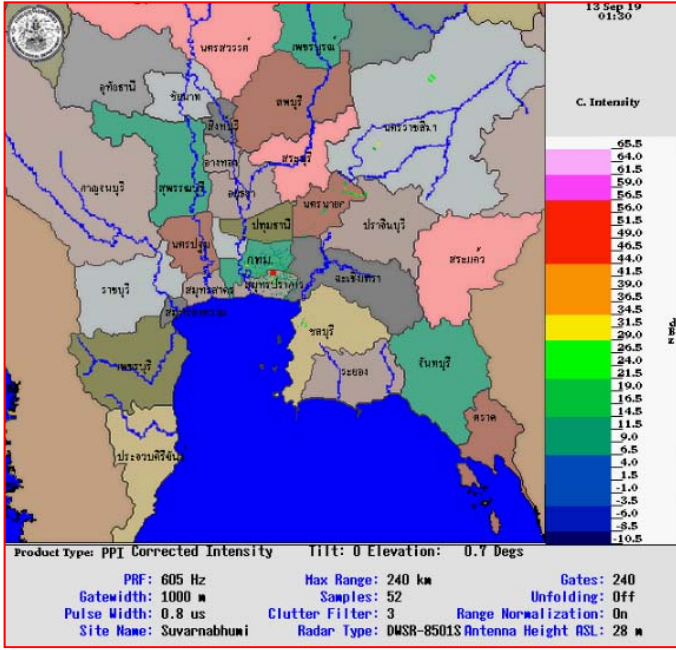 13 Sep 19
01:30
C. Intensity
นครสวรรค์
เพชรบูรณ์
อุทัยธานี
ชัยนาท
ลพบุรี
สิงหบุรี
นครราชสีมา
อ่างทอง
สระบุรี
กาญจนบุรี
สุพรรณบุรี
อยุธยา
นครนายก
ปทุมธานี
ปราจีนบุรี
นครปฐม
กทม.
สระแก้ว
ราชบุรี
สมุทรสาคร
สมุทรปราการ
ฉะเชิงเทรา
สมุทรสงคราม
ชลบุรี
เพชรบุรี
ระยอง
จันทบุรี
ตราด
ประจวบคีรีขันธ์
65.5
64.0
61.5
59.0
56.5
56.0
51.5
49.0
46.5
44.0
41.5
39.0
36.5
34.5
31.5
29.0
26.5
24.0
21.5
19.0
16.5
14.5
11.5
9.0
6.5
4.0
1.5
-1.0
-3.5
-6.0
-8.5
-10.5
Product Type: PPI Corrected Intensity Tilt: 0 Elevation: 0.7 Degs
PRF: 605 Hz Max Range: 240 km Gates: 240
Gatewidth: 1000 m Samples: 52 Unfolding: Off
Pulse Width: 0.8 us Clutter Filter: 3 Range Normalization: On
Site Name: Suvarnabhumi Radar Type: DWSR-8501S Antenna Height ASL: 28 m